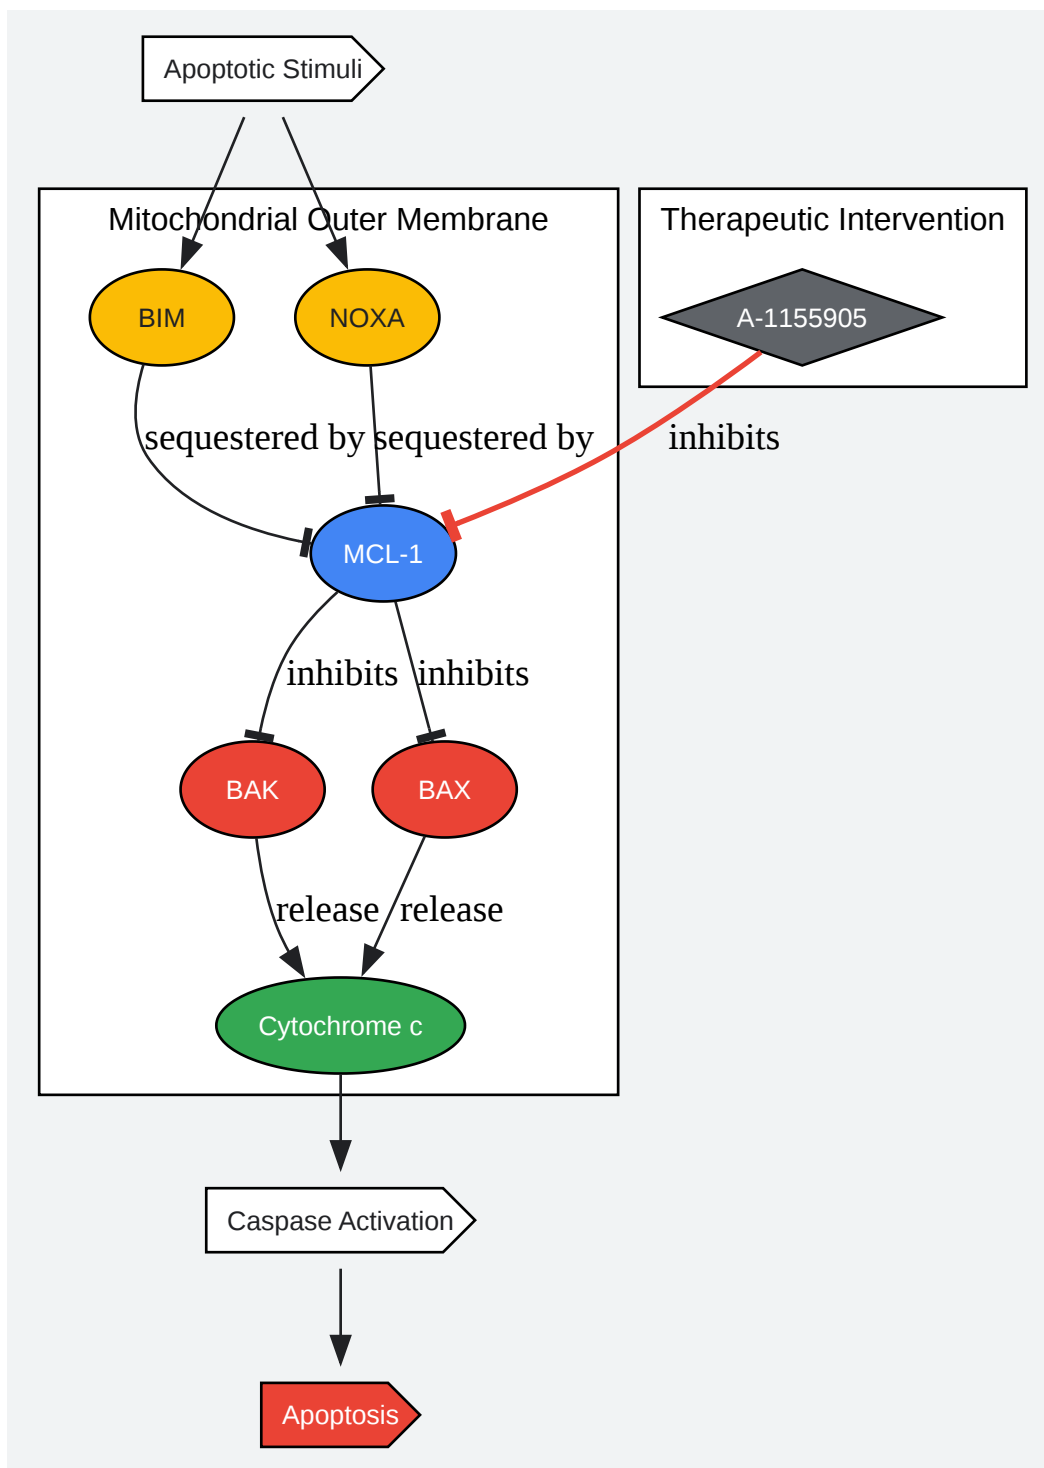 Apoptotic Stimuli
Mitochondrial Outer Membrane
Therapeutic Intervention
BIM
NOXA
A-1155905
sequestered by
sequestered by
inhibits
MCL-1
inhibits
inhibits
BAK
BAX
release
release
Cytochrome c
Caspase Activation
Apoptosis